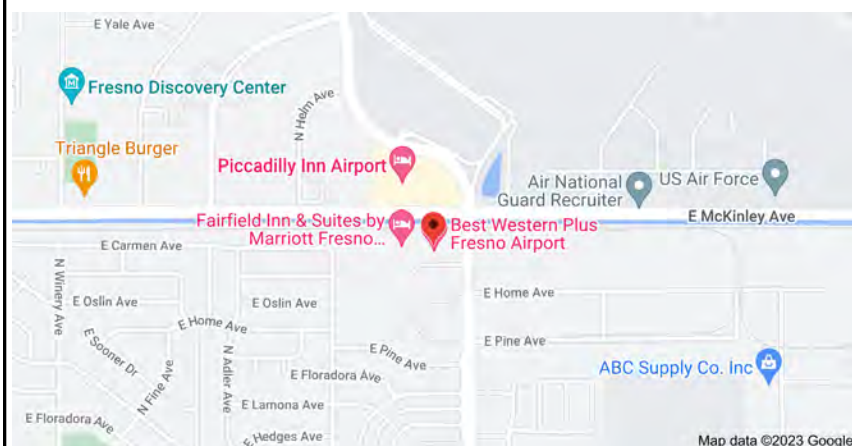 E Yale Ave
Fresno Discovery Center
N Helm Ave
Triangle Burger
Piccadilly Inn Airport
Air National
Guard Recruiter
US Air Force
E McKinley Ave
Fairfield Inn & Suites by
Marriott Fresno...
Best Western Plus
Fresno Airport
E Carmen Ave
N Winery Ave
E Oslin Ave
E Oslin Ave
E Home Ave
E Home Ave
E Sooner Dr
N Fine Ave
N Adler Ave
E Pine Ave
E Pine Ave
E Floradora Ave
ABC Supply Co. Inc
E Lamona Ave
E Floradora Ave
E Hedges Ave
Map data ©2023 Google